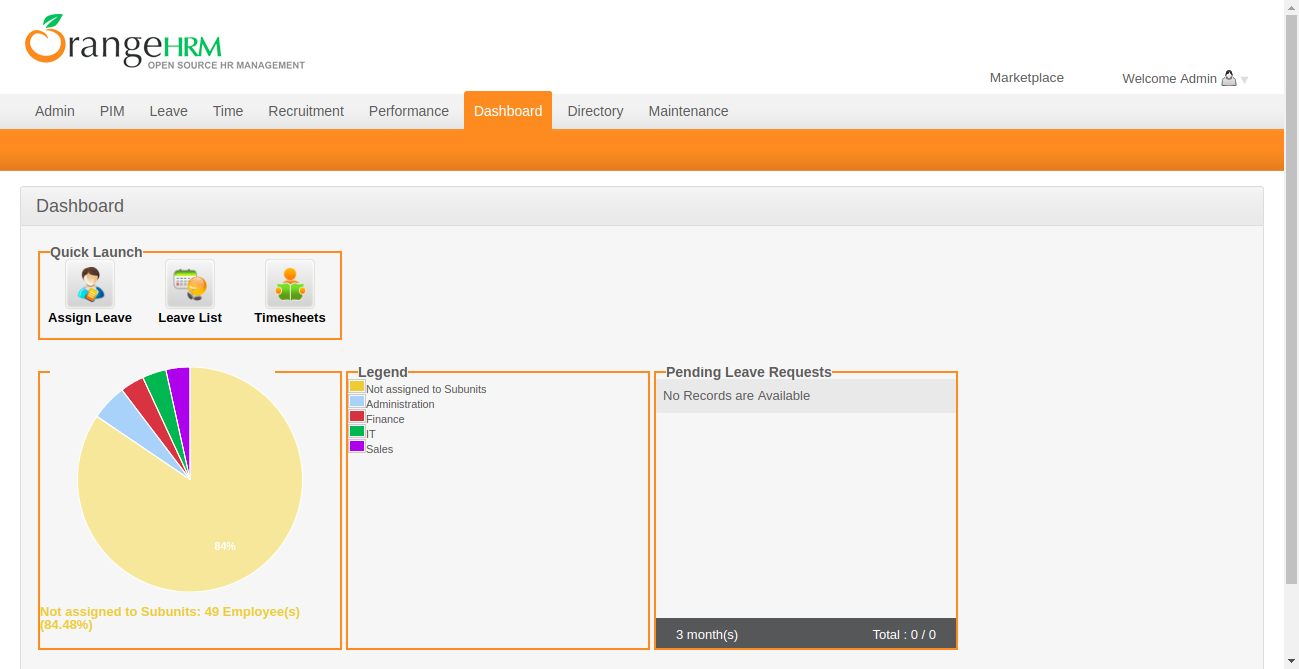 OrangeHRM
OPEN SOURCE HR MANAGEMENT
Marketplace
Welcome Admin
Admin PIM Leave Time Recruitment Performance Dashboard Directory Maintenance
Dashboard
Quick Launch
Assign Leave Leave List Timesheets
84%
Not assigned to Subunits: 49 Employee(s)
(84.48%)
Legend
Not assigned to Subunits
Administration
Finance
IT
Sales
Pending Leave Requests
No Records are Available
3 month(s) Total : 0 / 0